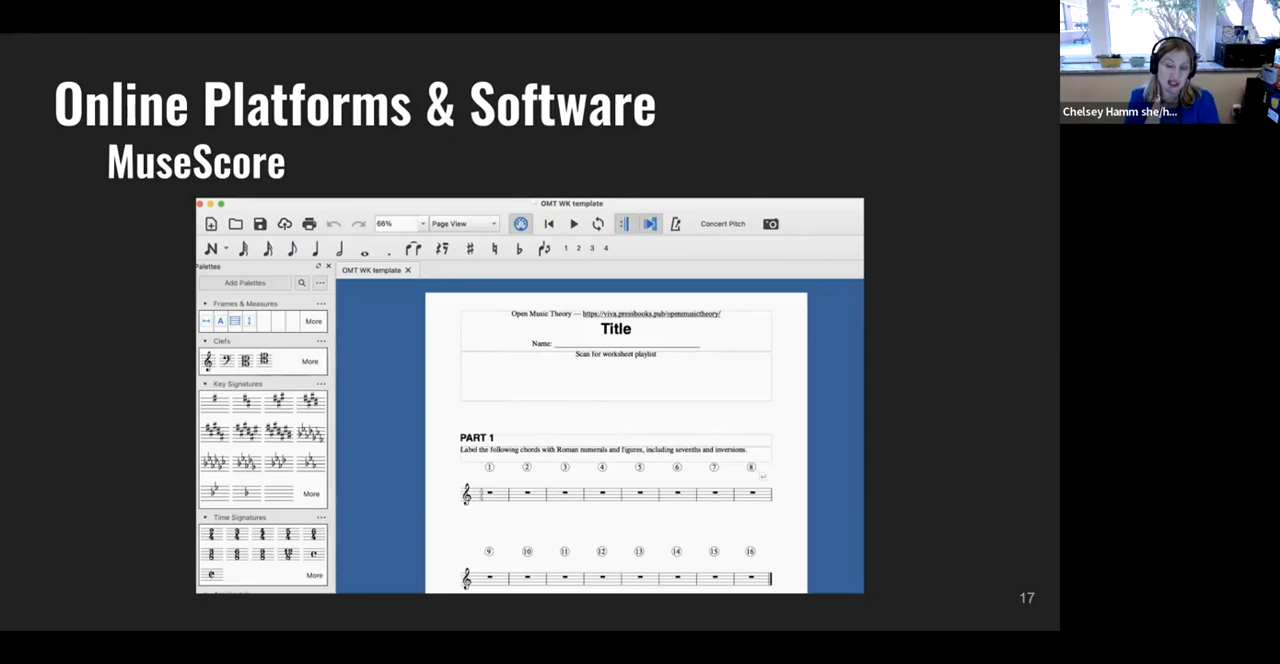 Online Platforms & Software
MuseScore
Chelsey Hamm she/h...
OMT WK template
66%
Page View
Concert Pitch
1 2 3 4
Palettes
OMT WK template
Add Palettes
Frames & Measures
A
More
Clefs
More
Key Signatures
More
Time Signatures
More
Open Music Theory — https://viva.pressbooks.pub/openmusictheory/
Title
Name:
Scan for worksheet playlist
PART 1
Label the following chords with Roman numerals and figures, including sevenths and inversions.
① ② ③ ④ ⑤ ⑥ ⑦ ⑧
⑨ ⑩ ⑪ ⑫ ⑬ ⑭ ⑮ ⑯
17